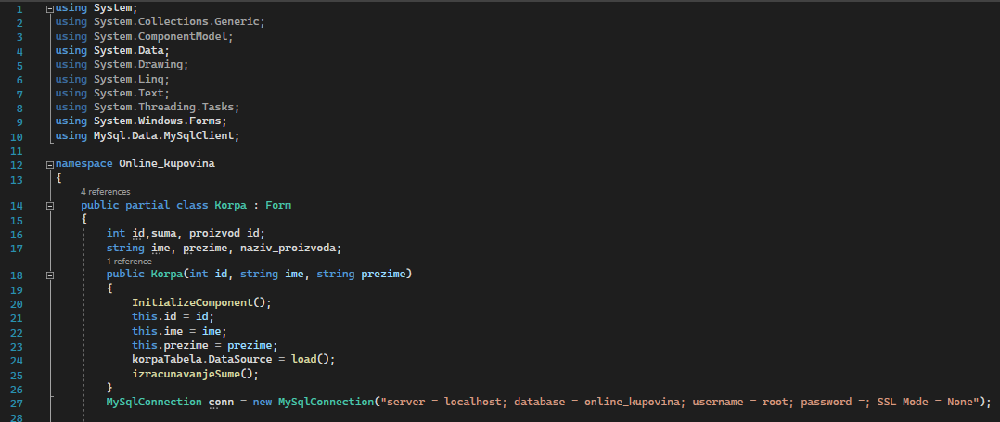 1 using System;
2 using System.Collections.Generic;
3 using System.ComponentModel;
4 using System.Data;
5 using System.Drawing;
6 using System.Linq;
7 using System.Text;
8 using System.Threading.Tasks;
9 using System.Windows.Forms;
10 using MySql.Data.MySqlClient;
11
12 namespace Online_kupovina
13 {
4 references
14 public partial class Korpa : Form
15 {
16 int id,suma, proizvod_id;
17 string ime, prezime, naziv_proizvoda;
1 reference
18 public Korpa(int id, string ime, string prezime)
19 {
20 InitializeComponent();
21 this.id = id;
22 this.ime = ime;
23 this.prezime = prezime;
24 korpaTabela.DataSource = load();
25 izracunavanjeSume();
26 }
27 MySqlConnection conn = new MySqlConnection("server = localhost; database = online_kupovina; username = root; password =; SSL Mode = None");
28